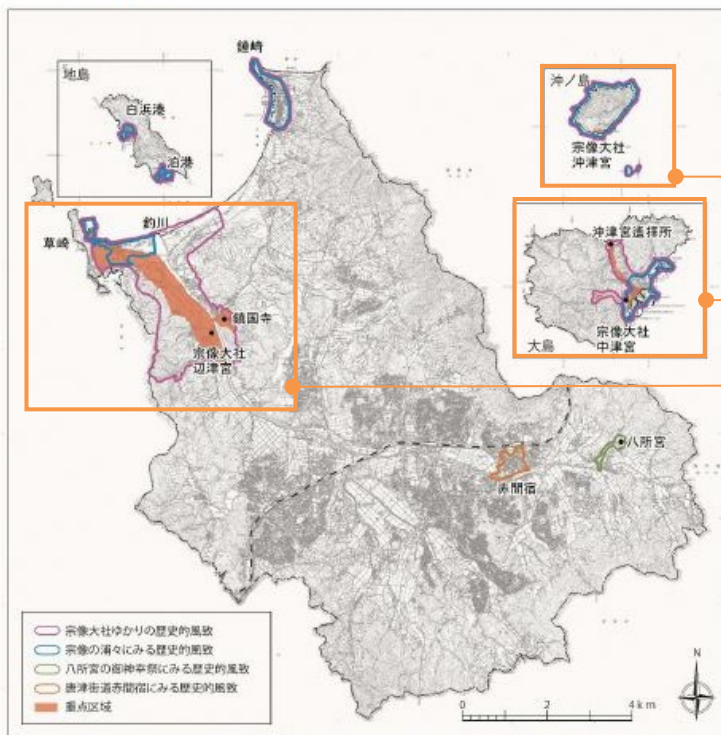 地島
白浜港
泊港
鐘崎
沖ノ島
宗像大社
沖津宮
沖津宮遙拝所
宗像大社
中津宮
大島
釣川
草崎
鎮国寺
宗像大社
辺津宮
八所宮
赤間宿
宗像大社ゆかりの歴史的風致
宗像の浦々にみる歴史的風致
八所宮の御神幸祭にみる歴史的風致
唐津街道赤間宿にみる歴史的風致
重点区域
N
0 2 4 km